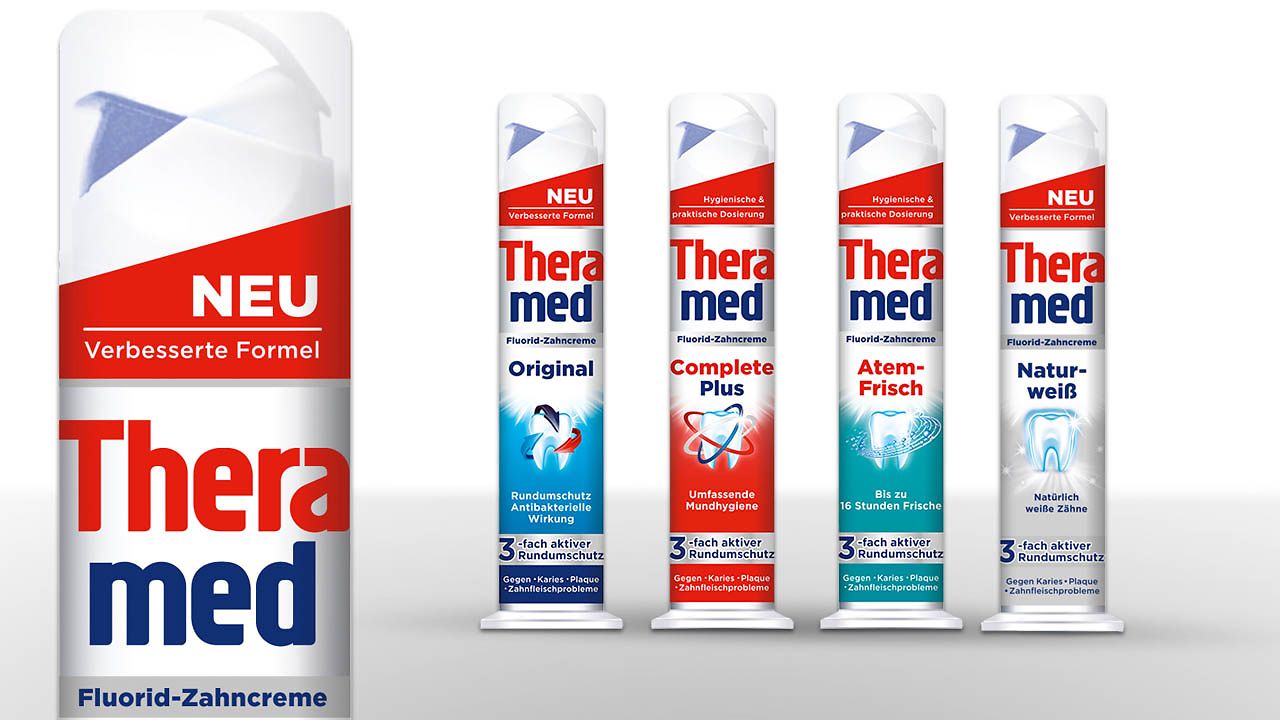 NEU
Verbesserte Formel
Thera
med
Fluorid-Zahncreme
NEU
Verbesserte Formel
Thera
med
Fluorid-Zahncreme
Original
Rundumschutz
Antibakterielle
Wirkung
3-fach aktiver
Rundumschutz
Gegen • Karies • Plaque
• Zahnfleischprobleme
Hygienische &
praktische Dosierung
Thera
med
Fluorid-Zahncreme
Complete
Plus
Umfassende
Mundhygiene
3-fach aktiver
Rundumschutz
Gegen • Karies • Plaque
• Zahnfleischprobleme
Hygienische &
praktische Dosierung
Thera
med
Fluorid-Zahncreme
Atem-
Frisch
Bis zu
16 Stunden Frische
3-fach aktiver
Rundumschutz
Gegen • Karies • Plaque
• Zahnfleischprobleme
NEU
Verbesserte Formel
Thera
med
Fluorid-Zahncreme
Natur-
weiß
Natürlich
weiße Zähne
3-fach aktiver
Rundumschutz
Gegen Karies • Plaque
• Zahnfleischprobleme